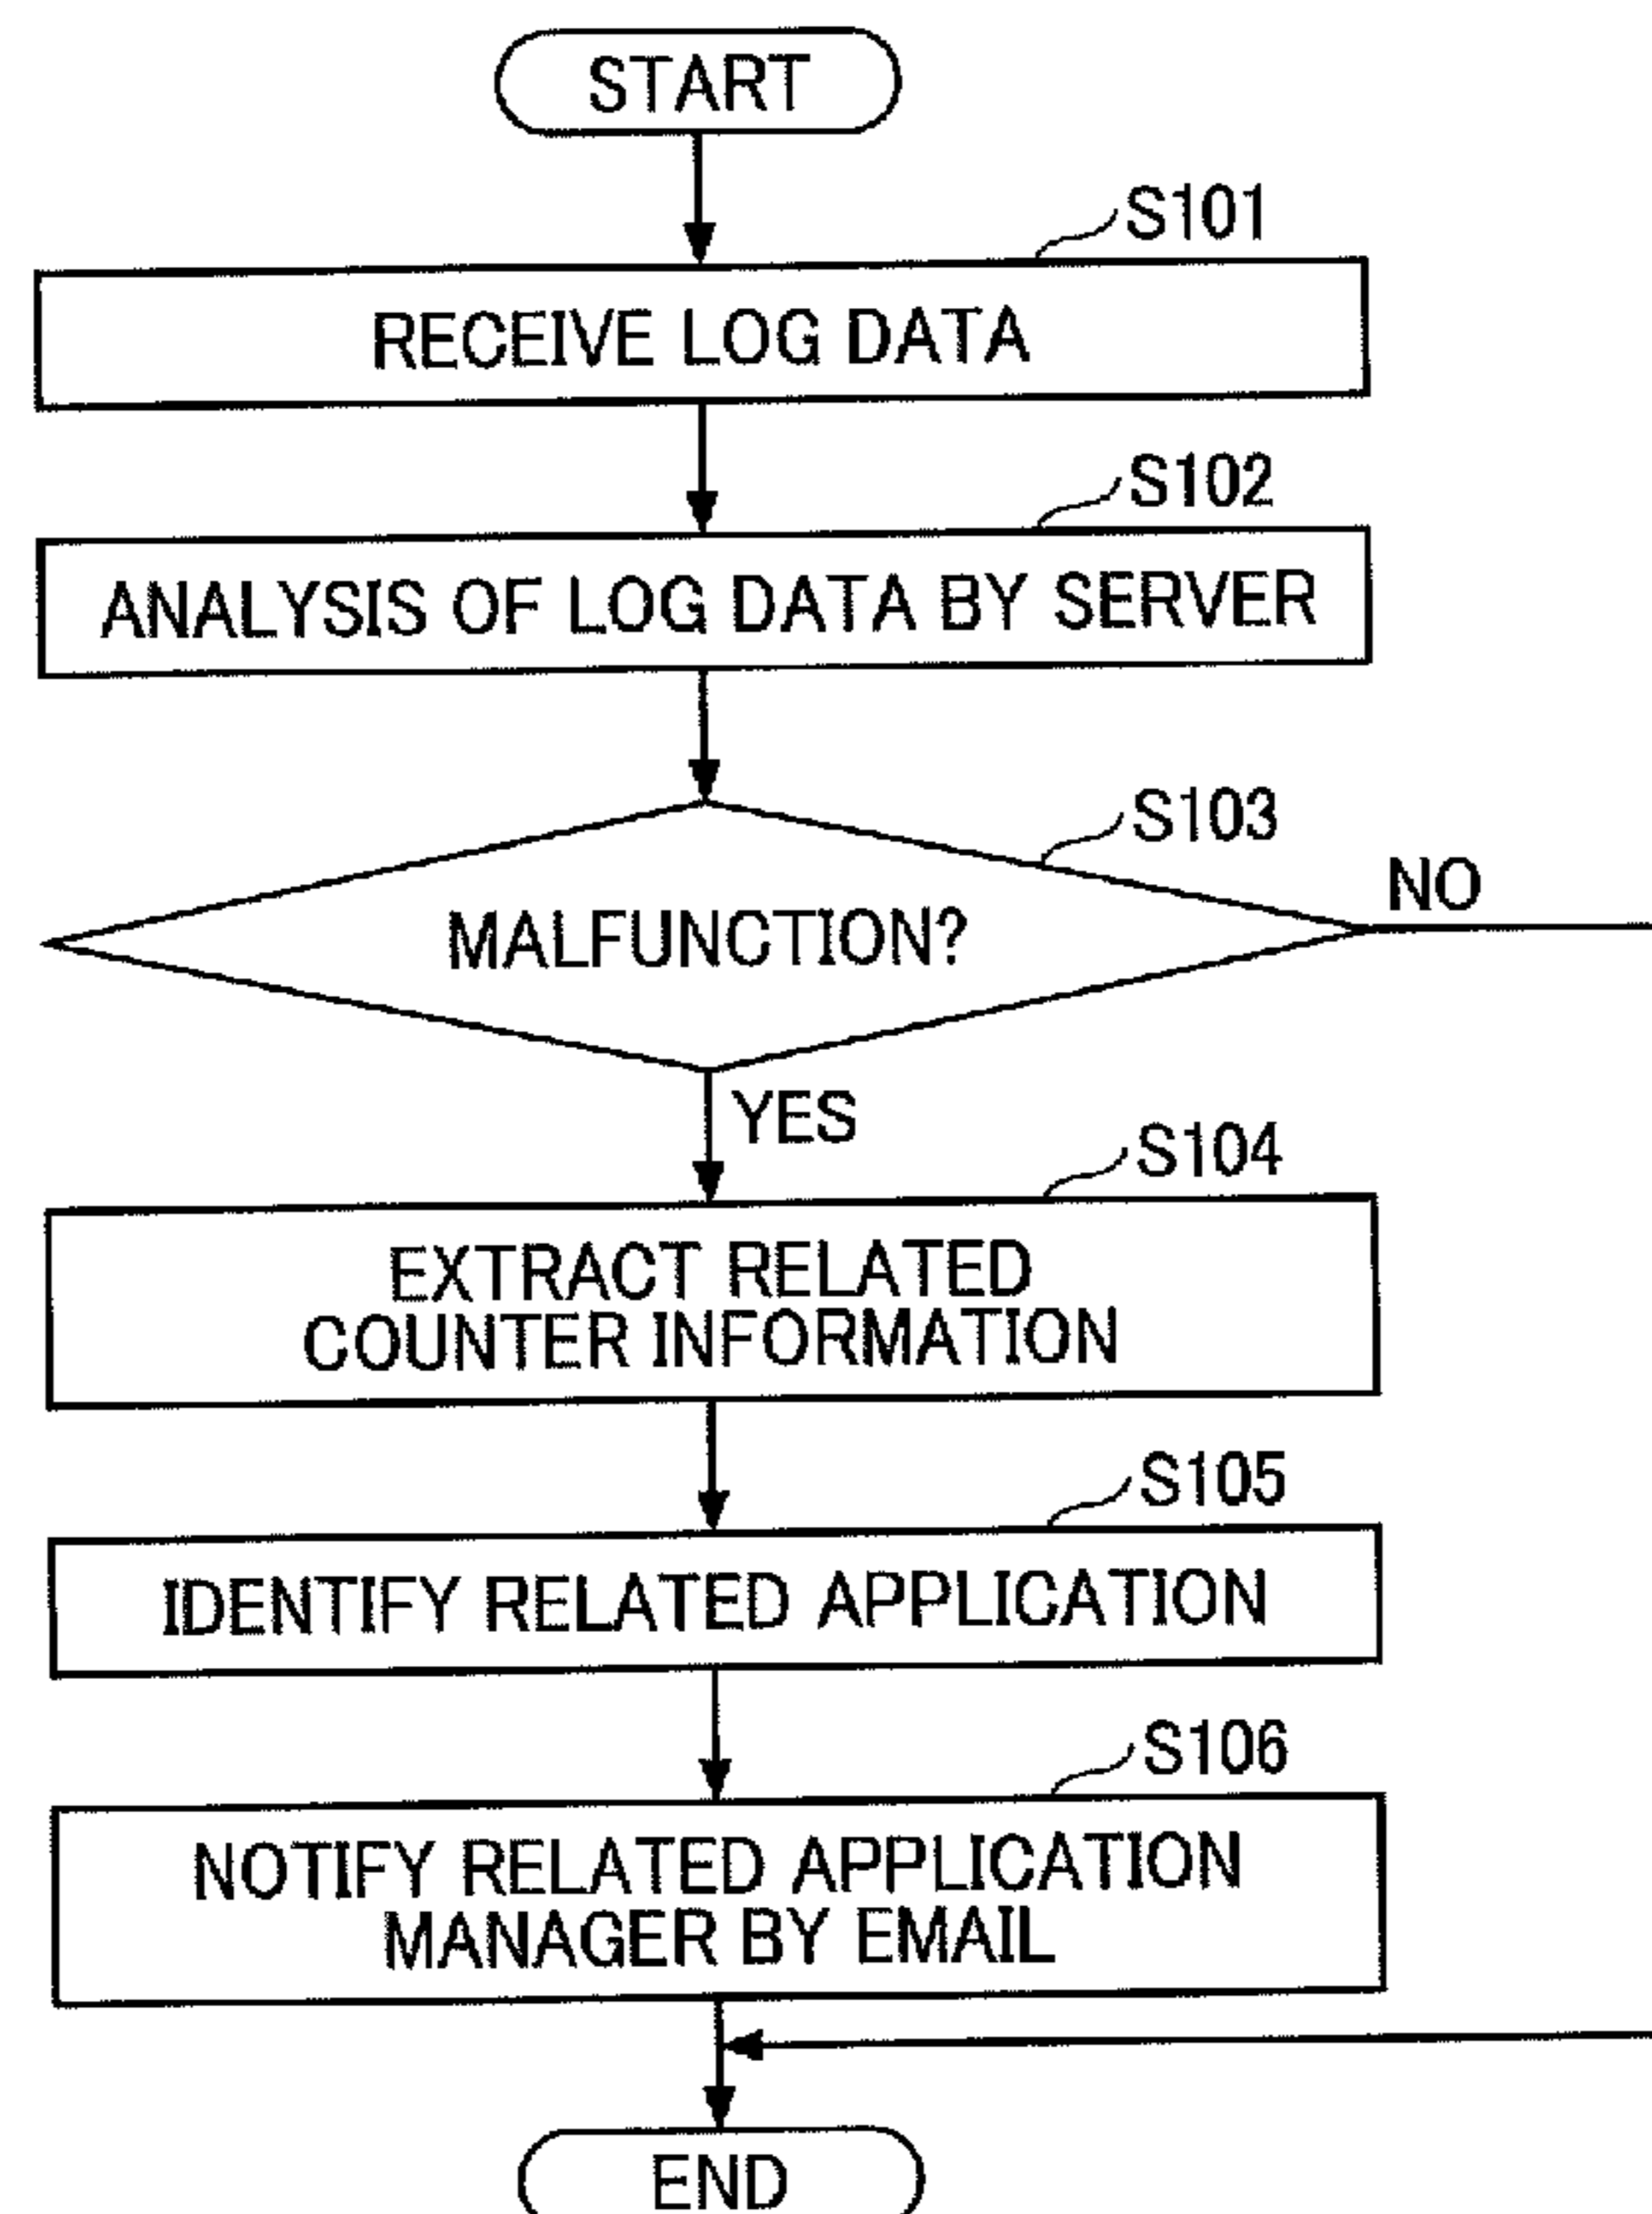 START
S101
RECEIVE LOG DATA
S102
ANALYSIS OF LOG DATA BY SERVER
S103
NO
MALFUNCTION?
YES
S104
EXTRACT RELATED
COUNTER INFORMATION
S105
IDENTIFY RELATED APPLICATION
S106
NOTIFY RELATED APPLICATION
MANAGER BY EMAIL
END